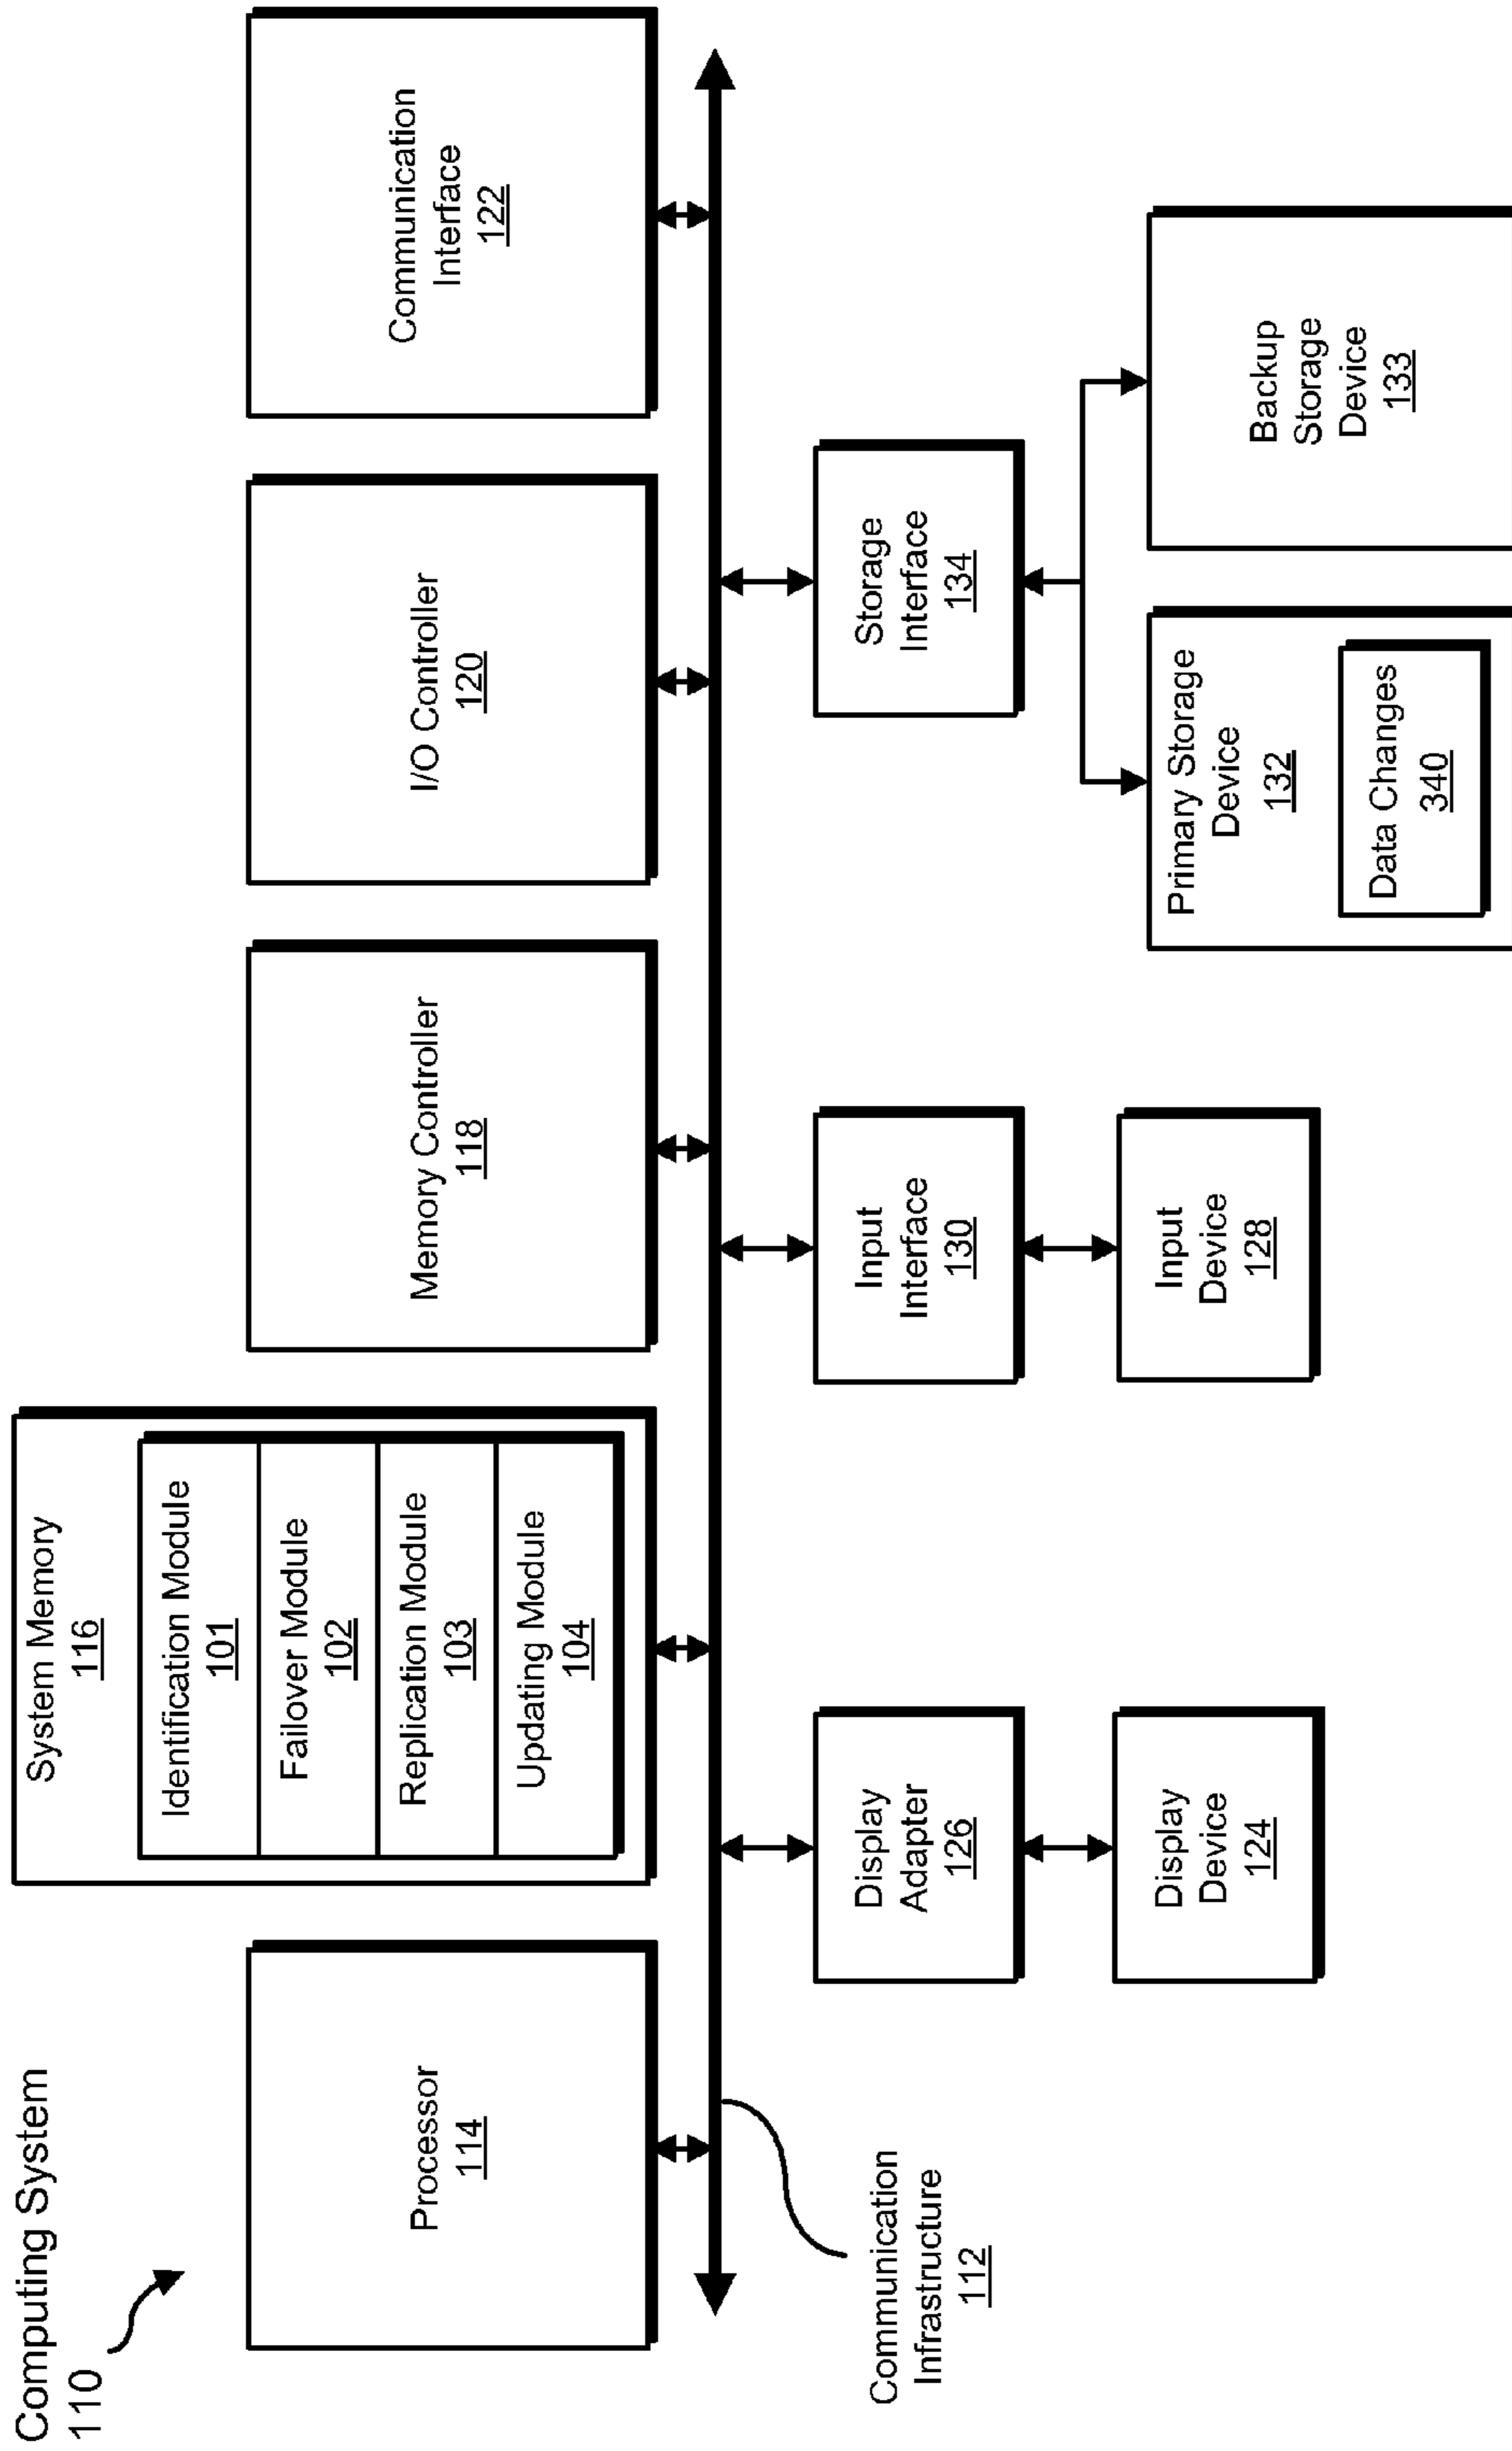 Computing System
110
Processor
114
System Memory
116
Identification Module
101
Failover Module
102
Replication Module
103
Updating Module
104
Memory Controller
118
I/O Controller
120
Communication
Interface
122
Communication
Infrastructure
112
Display
Adapter
126
Input
Interface
130
Storage
Interface
134
Display
Device
124
Input
Device
128
Primary Storage
Device
132
Data Changes
340
Backup
Storage
Device
133